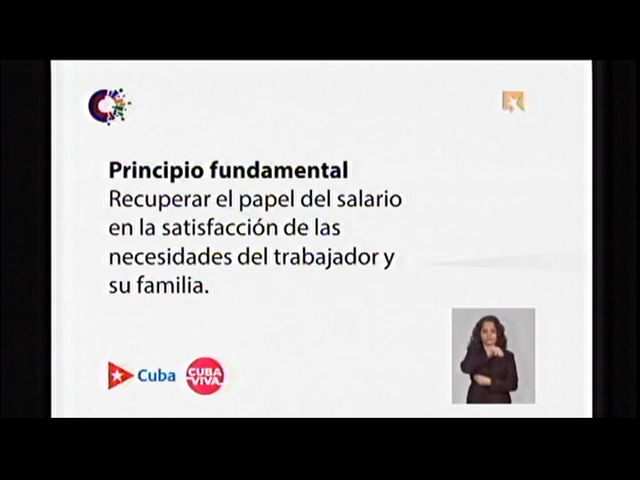 Principio fundamental
Recuperar el papel del salario
en la satisfacción de las
necesidades del trabajador y
su familia.
Cuba
CUBA
VIVA